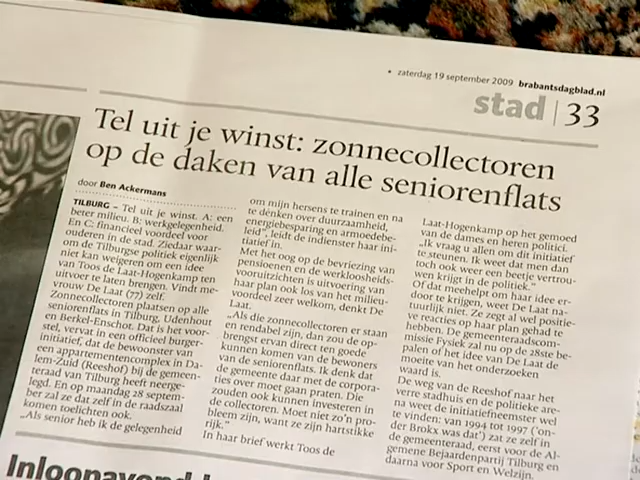 • zaterdag 19 september 2009 brabantsdagblad.nl
stad | 33
Tel uit je winst: zonnecollectoren
op de daken van alle seniorenflats
door Ben Ackermans
TILBURG – Tel uit je winst. A: een
beter milieu. B: werkgelegenheid.
En C: financieel voordeel voor
ouderen in de stad. Ziedaar waar-
om de Tilburgse politiek eigenlijk
niet kan weigeren om een idee
van Toos de Laat-Hogenkamp ten
uitvoer te laten brengen. Vindt me-
vrouw De Laat (77) zelf.
Zonnecollectoren plaatsen op alle
seniorenflats in Tilburg, Udenhout
en Berkel-Enschot. Dat is het voor-
stel, vervat in een officieel burger-
initiatief, dat de bewoonster van
een appartementencomplex in Da-
lem-Zuid (Reeshof) bij de gemeen-
teraad van Tilburg heeft neerge-
legd. En op maandag 28 septem-
ber zal ze dat zelf in de raadszaal
komen toelichten ook.
„Als senior heb ik de gelegenheid
om mijn hersens te trainen en na
te denken over duurzaamheid,
energiebesparing en armoedebe-
leid”, leidt de indienster haar ini-
tiatief in.
Met het oog op de bevriezing van
pensioenen en de werkloosheids-
vooruitzichten is uitvoering van
haar plan ook los van het milieu-
voordeel zeer welkom, denkt De
Laat.
„Als die zonnecollectoren er staan
en rendabel zijn, dan zou de op-
brengst ervan direct ten goede
kunnen komen van de bewoners
van de seniorenflats. Ik denk dat
de gemeente daar met de corpora-
ties over moet gaan praten. Die
zouden ook kunnen investeren in
de collectoren. Moet niet zo’n pro-
bleem zijn, want ze zijn hartstikke
rijk.”
In haar brief werkt Toos de
Laat-Hogenkamp op het gemoed
van de dames en heren politici.
„Ik vraag u allen om dit initiatief
te steunen. Ik weet dat men dan
toch ook weer een beetje vertrou-
wen krijgt in de politiek.”
Of dat meehelpt om haar idee er-
door te krijgen, weet De Laat na-
tuurlijk niet. Ze zegt al wel positie-
ve reacties op haar plan gehad te
hebben. De gemeenteraadscom-
missie Fysiek zal nu op de 28ste be-
palen of het idee van De Laat de
moeite van het onderzoeken
waard is.
De weg van de Reeshof naar het
verre stadhuis en de politieke are-
na weet de initiatiefneemster wel
te vinden: van 1994 tot 1997 (‘on-
der Brokx was dat’) zat ze zelf in
de gemeenteraad, eerst voor de Al-
gemene Bejaardenpartij Tilburg en
daarna voor Sport en Welzijn.